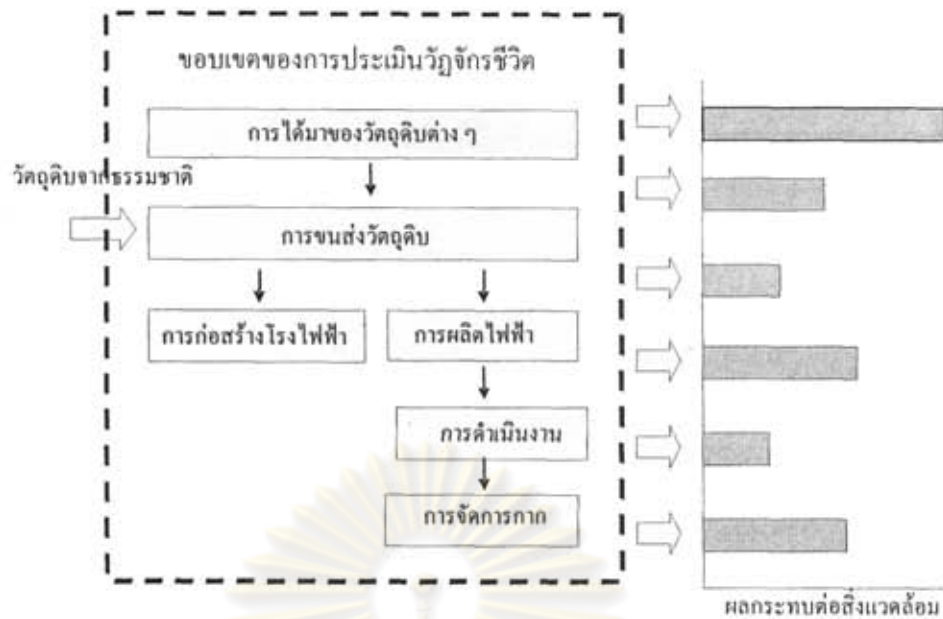 ขอบเขตของการประเมินวัฏจักรชีวิต
การได้มาของวัตถุดิบต่าง ๆ
วัตถุดิบจากธรรมชาติ
การขนส่งวัตถุดิบ
การก่อสร้างโรงไฟฟ้า
การผลิตไฟฟ้า
การดำเนินงาน
การจัดการกาก
ผลกระทบต่อสิ่งแวดล้อม